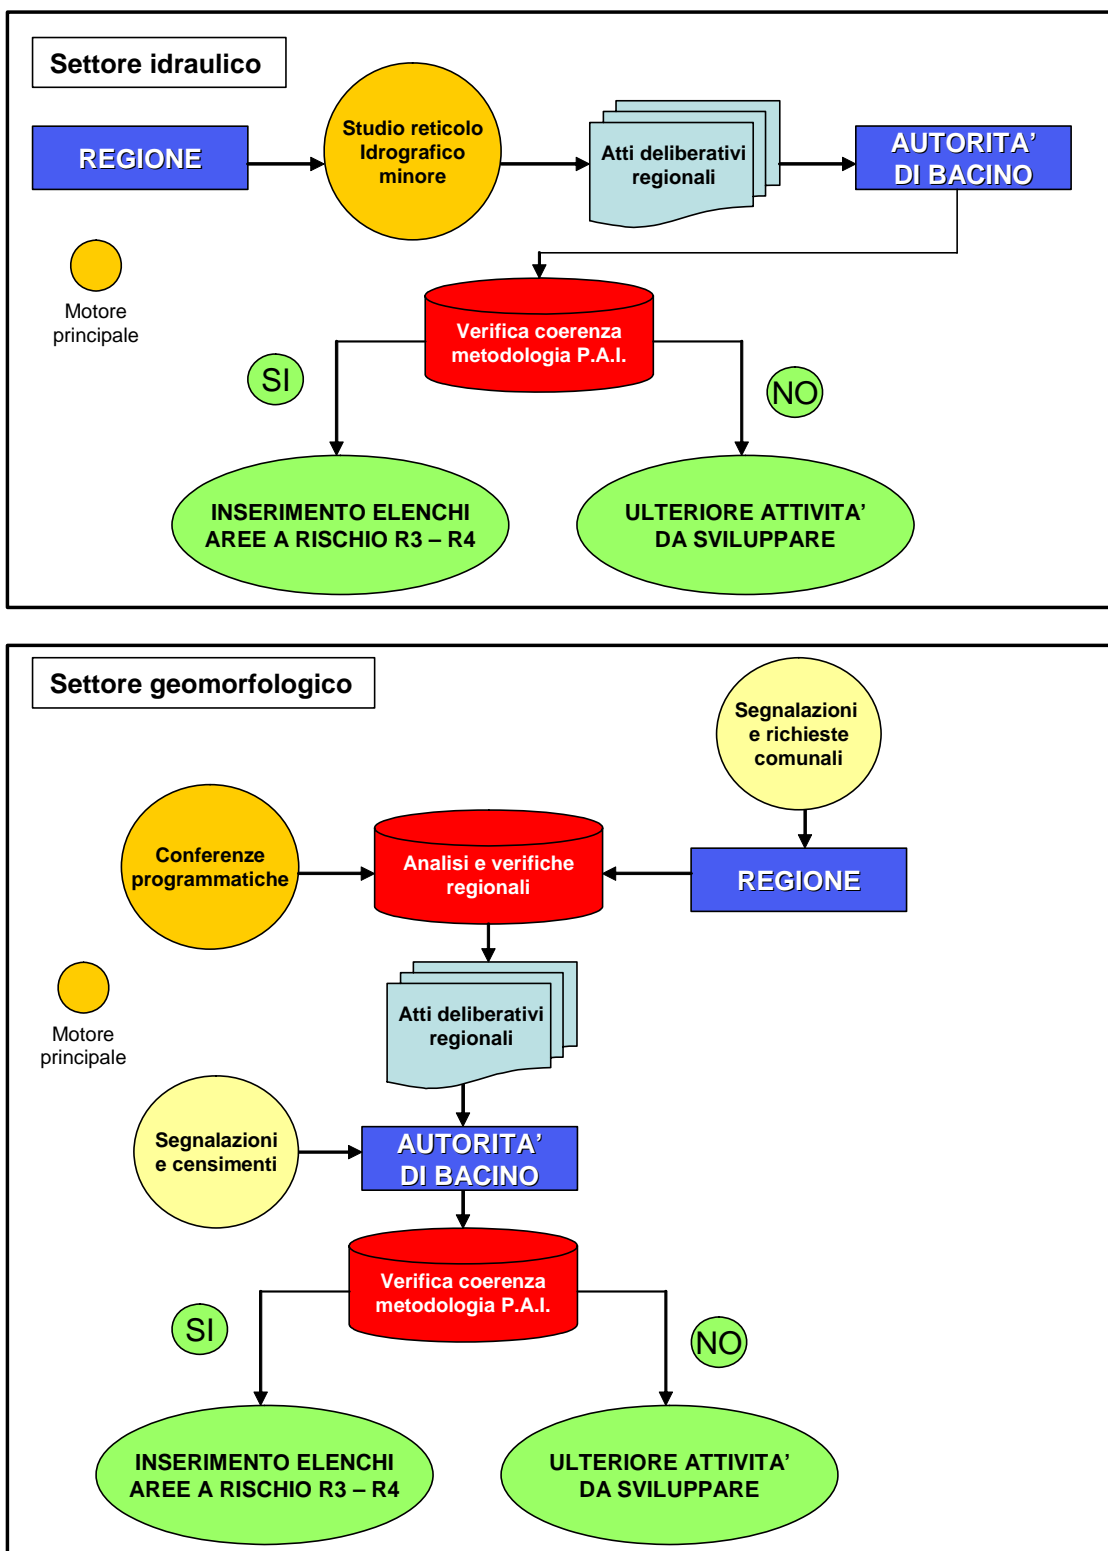 Settore idraulico
REGIONE
Studio reticolo
Idrografico
minore
Atti deliberativi
regionali
AUTORITA'
DI BACINO
Motore
principale
Verifica coerenza
metodologia P.A.I.
SI
NO
INSERIMENTO ELENCHI
AREE A RISCHIO R3 – R4
ULTERIORE ATTIVITA'
DA SVILUPPARE
Settore geomorfologico
Segnalazioni
e richieste
comunali
Conferenze
programmatiche
Analisi e verifiche
regionali
REGIONE
Atti deliberativi
regionali
Motore
principale
Segnalazioni
e censimenti
AUTORITA'
DI BACINO
Verifica coerenza
metodologia P.A.I.
SI
NO
INSERIMENTO ELENCHI
AREE A RISCHIO R3 – R4
ULTERIORE ATTIVITA'
DA SVILUPPARE